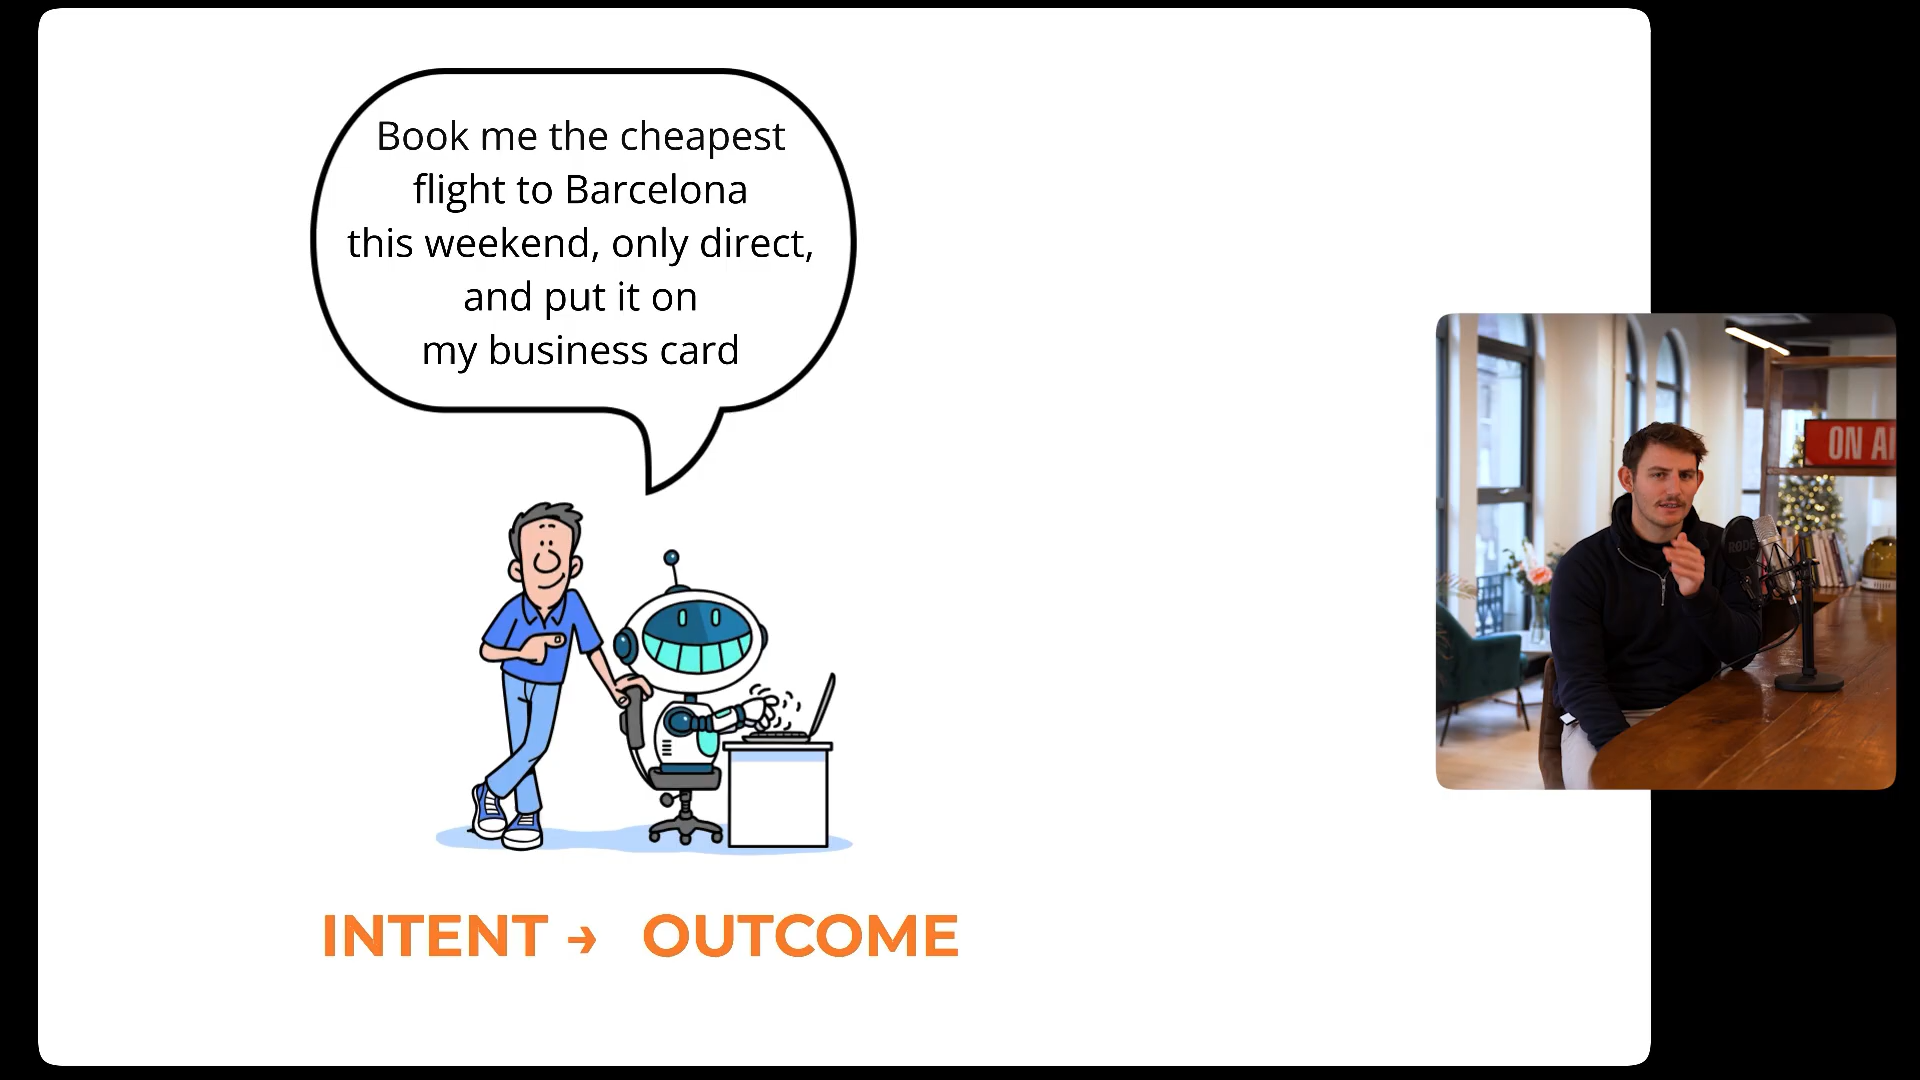 Book me the cheapest
flight to Barcelona
this weekend, only direct,
and put it on
my business card
INTENT → OUTCOME
ON AI
RØDE